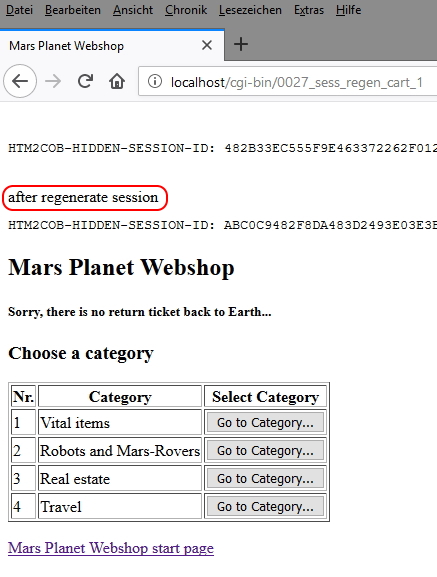 Datei Bearbeiten Ansicht Chronik Lesezeichen Extras Hilfe
Mars Planet Webshop
localhost/cgi-bin/0027_sess_regen_cart_1
HTM2COB-HIDDEN-SESSION-ID: 482B33EC555F9E463372262F012
after regenerate session
HTM2COB-HIDDEN-SESSION-ID: ABC0C9482F8DA483D2493E03E3E
Mars Planet Webshop
Sorry, there is no return ticket back to Earth...
Choose a category
Nr. Category Select Category
1 Vital items Go to Category...
2 Robots and Mars-Rovers Go to Category...
3 Real estate Go to Category...
4 Travel Go to Category...
Mars Planet Webshop start page